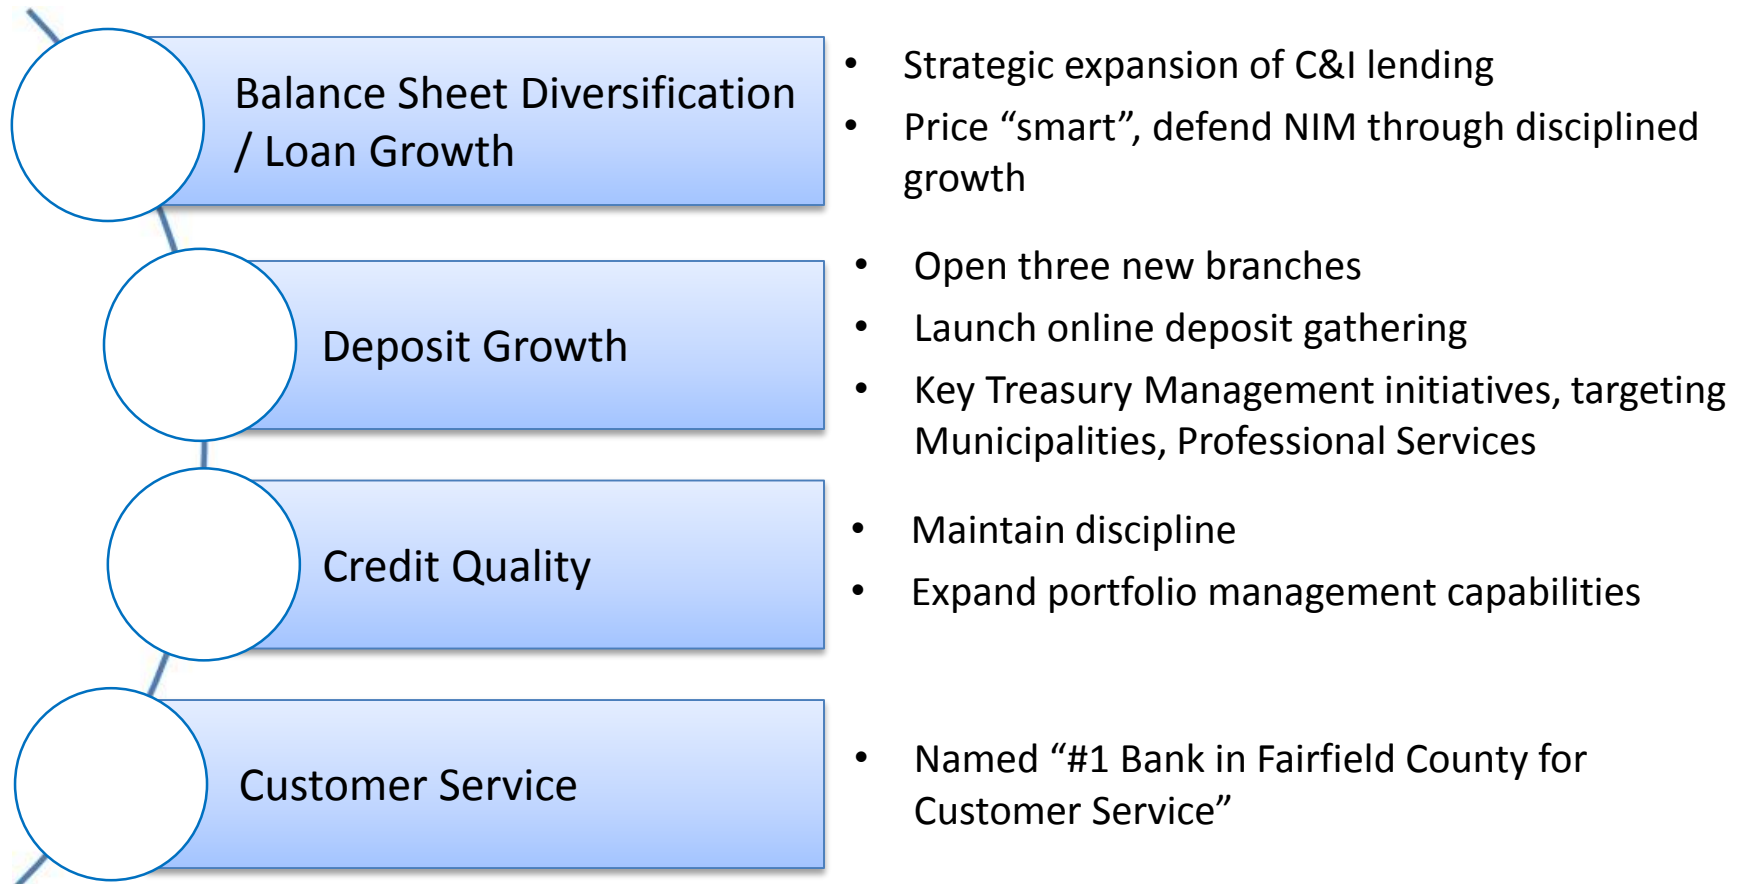 Balance Sheet Diversification
/ Loan Growth
• Strategic expansion of C&I lending
• Price “smart”, defend NIM through disciplined
growth
Deposit Growth
• Open three new branches
• Launch online deposit gathering
• Key Treasury Management initiatives, targeting
Municipalities, Professional Services
Credit Quality
• Maintain discipline
• Expand portfolio management capabilities
Customer Service
• Named “#1 Bank in Fairfield County for
Customer Service”